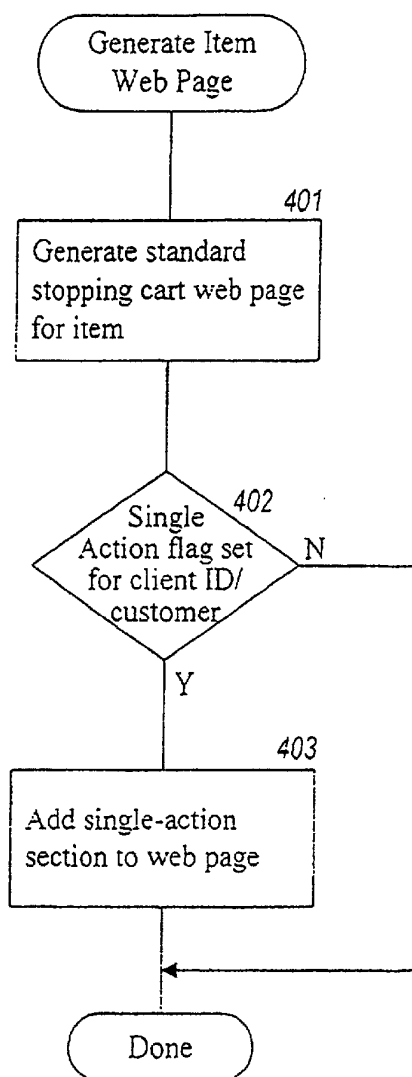 Generate Item
Web Page
401
Generate standard
stopping cart web page
for item
402
Single
Action flag set
for client ID/
customer
N
Y
403
Add single-action
section to web page
Done